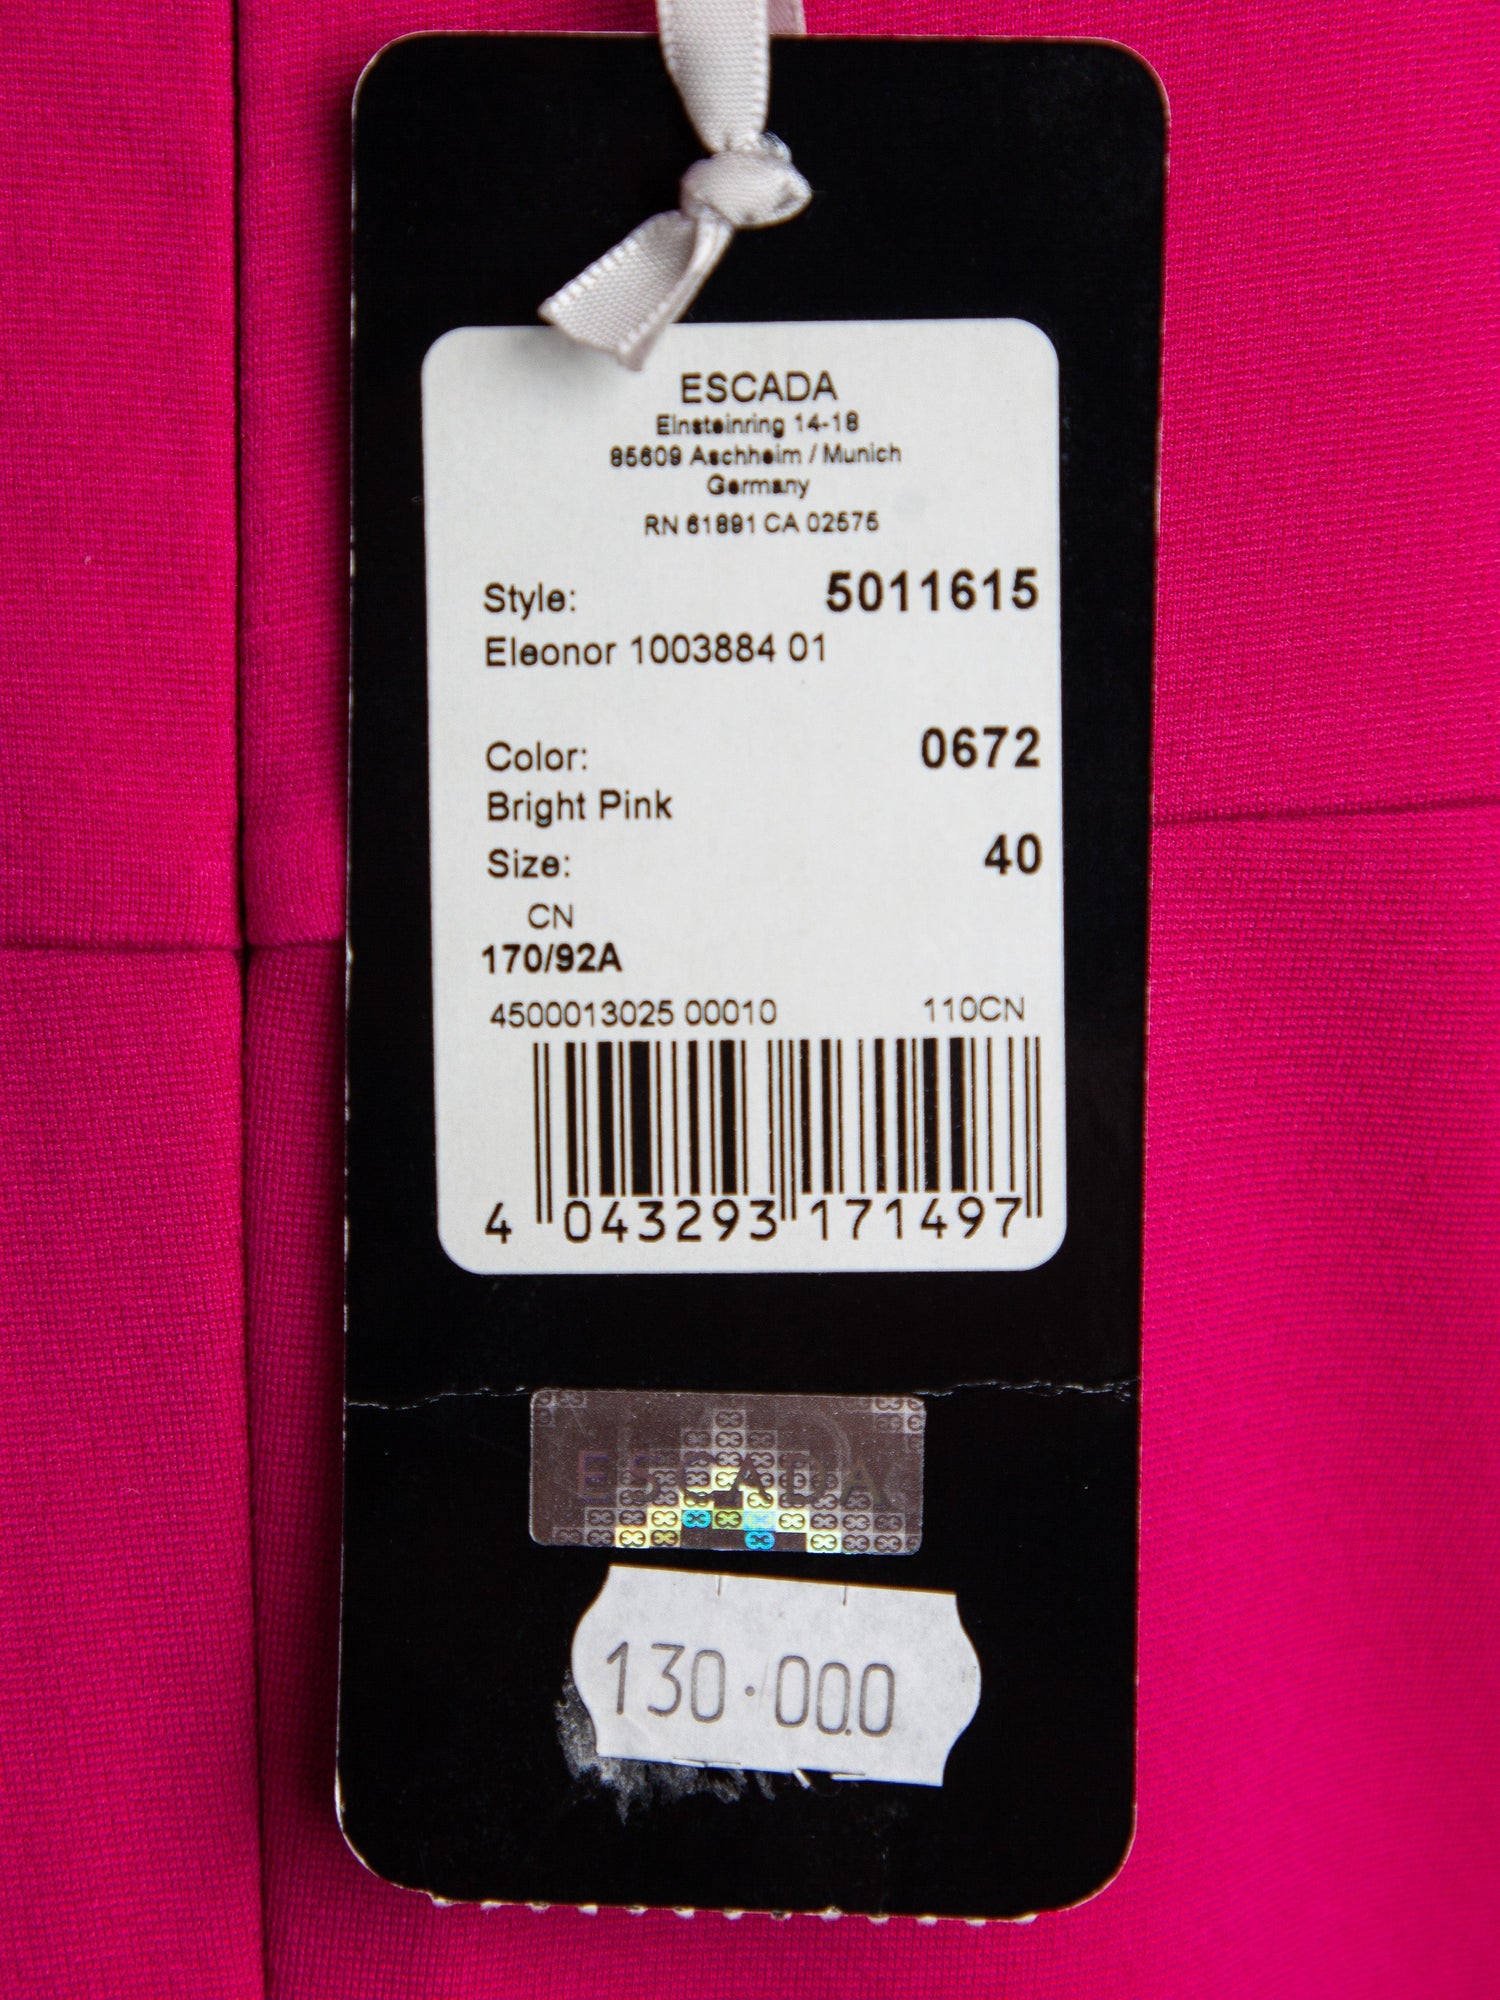 ESCADA
Einsteinring 14-18
85609 Aschheim / Munich
Germany
RN 61891 CA 02575
Style: 5011615
Eleonor 1003884 01
Color: 0672
Bright Pink
Size: 40
CN
170/92A
4500013025 00010 110CN
4 043293 171497
ESCADA
130.000